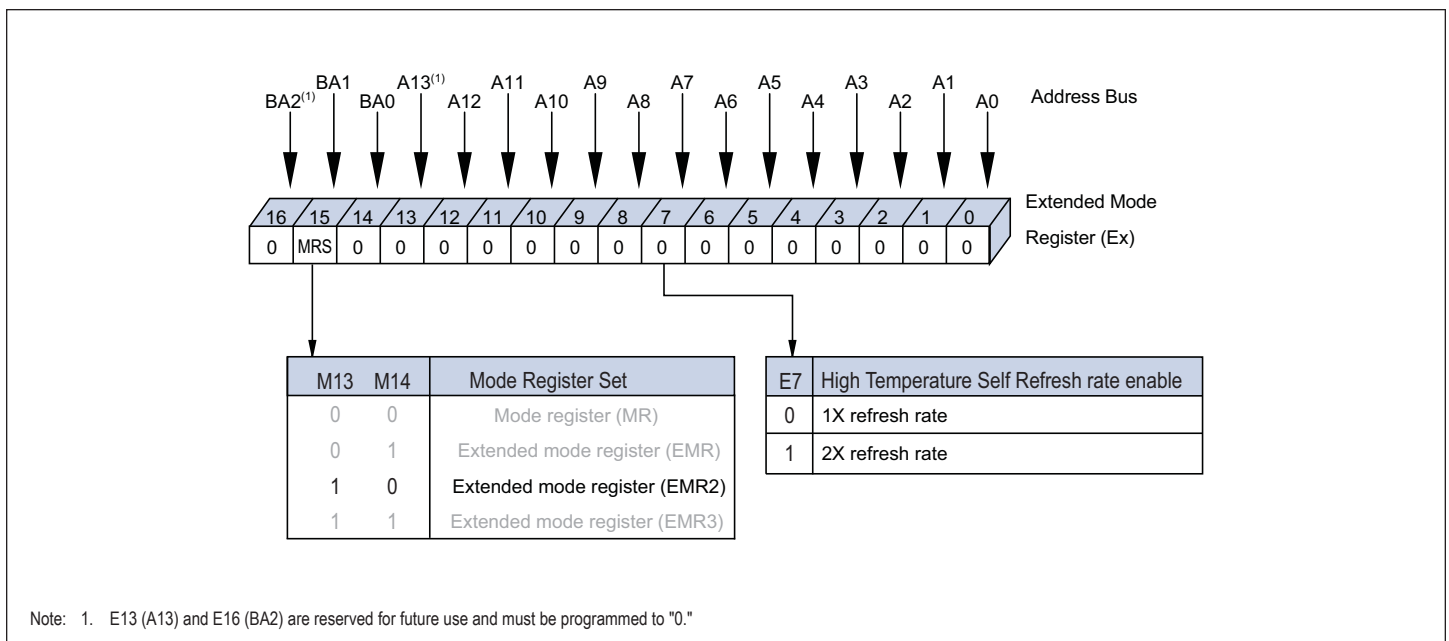 BA2(1) BA1 BA0 A13(1) A12 A11 A10 A9 A8 A7 A6 A5 A4 A3 A2 A1 A0 Address Bus
16 15 14 13 12 11 10 9 8 7 6 5 4 3 2 1 0 Extended Mode
0 MRS 0 0 0 0 0 0 0 0 0 0 0 0 0 0 0 Register (Ex)
M13 M14 Mode Register Set
0 0 Mode register (MR)
0 1 Extended mode register (EMR)
1 0 Extended mode register (EMR2)
1 1 Extended mode register (EMR3)
E7 High Temperature Self Refresh rate enable
0 1X refresh rate
1 2X refresh rate
Note: 1. E13 (A13) and E16 (BA2) are reserved for future use and must be programmed to "0."